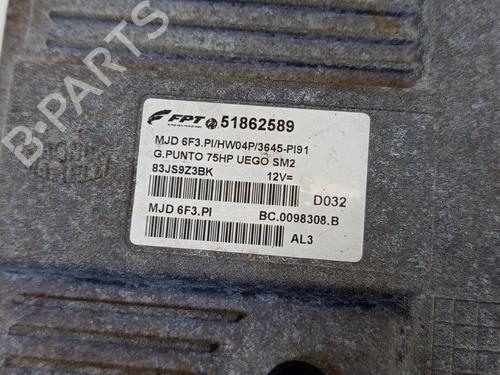 FPT 51862589
MJD 6F3.PI/HW04P/3645-PI91
G.PUNTO 75HP UEGO SM2
83JS9Z3BK 12V=
D032
MJD 6F3.PI BC.0098308.B
AL3
B-PARTS